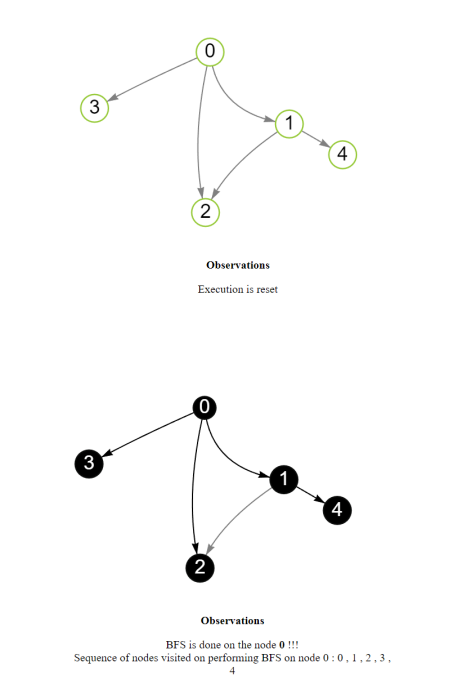 0
3
1
4
2
Observations
Execution is reset
0
3
1
4
2
Observations
BFS is done on the node 0 !!!
Sequence of nodes visited on performing BFS on node 0 : 0 , 1 , 2 , 3 ,
4